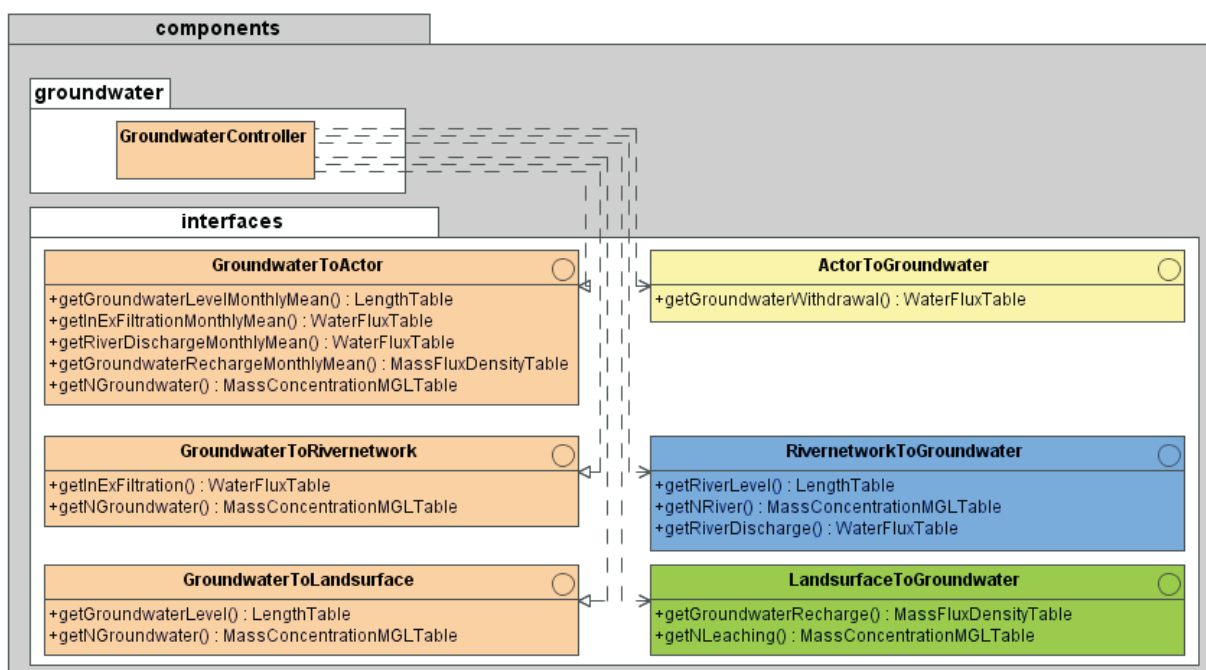 components
groundwater
GroundwaterController
interfaces
GroundwaterToActor
+getGroundwaterLevelMonthlyMean() : LengthTable
+getInExFiltrationMonthlyMean() : WaterFluxTable
+getRiverDischargeMonthlyMean() : WaterFluxTable
+getGroundwaterRechargeMonthlyMean() : MassFluxDensityTable
+getNGroundwater() : MassConcentrationMGLTable
ActorToGroundwater
+getGroundwaterWithdrawal() : WaterFluxTable
GroundwaterToRivernetwork
+getInExFiltration() : WaterFluxTable
+getNGroundwater() : MassConcentrationMGLTable
RivernetworkToGroundwater
+getRiverLevel() : LengthTable
+getNRiver() : MassConcentrationMGLTable
+getRiverDischarge() : WaterFluxTable
GroundwaterToLandsurface
+getGroundwaterLevel() : LengthTable
+getNGroundwater() : MassConcentrationMGLTable
LandsurfaceToGroundwater
+getGroundwaterRecharge() : MassFluxDensityTable
+getNLeaching() : MassConcentrationMGLTable